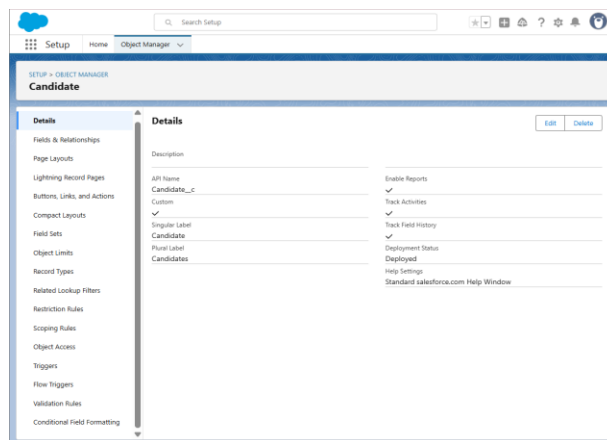 Search Setup
Setup
Home
Object Manager
SETUP > OBJECT MANAGER
Candidate
Details
Fields & Relationships
Page Layouts
Lightning Record Pages
Buttons, Links, and Actions
Compact Layouts
Field Sets
Object Limits
Record Types
Related Lookup Filters
Restriction Rules
Scoping Rules
Object Access
Triggers
Flow Triggers
Validation Rules
Conditional Field Formatting
Details
Edit
Delete
Description
API Name
Candidate__c
Custom
Singular Label
Candidate
Plural Label
Candidates
Enable Reports
Track Activities
Track Field History
Deployment Status
Deployed
Help Settings
Standard salesforce.com Help Window